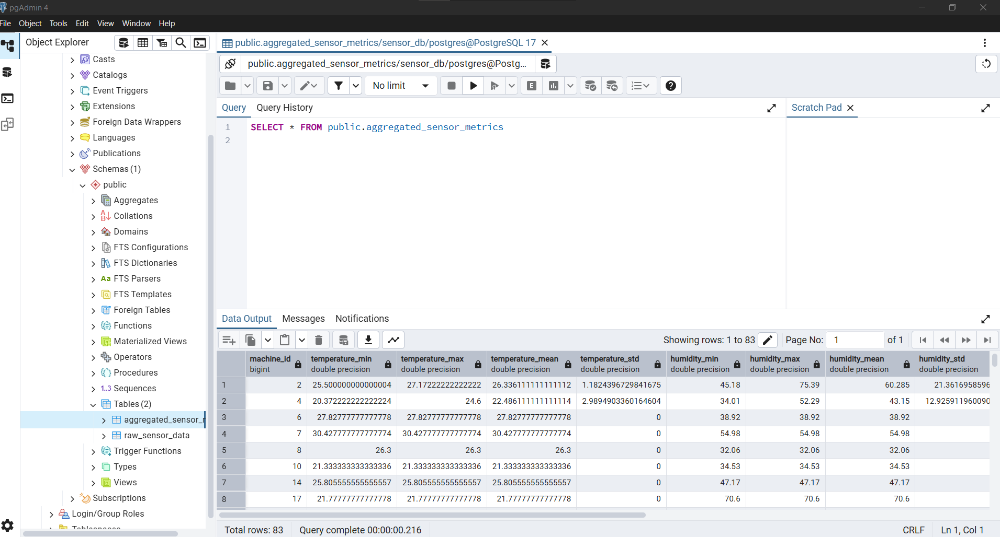 pgAdmin 4
File Object Tools Edit View Window Help
Object Explorer
Casts
Catalogs
Event Triggers
Extensions
Foreign Data Wrappers
Languages
Publications
Schemas (1)
public
Aggregates
Collations
Domains
FTS Configurations
FTS Dictionaries
Aa FTS Parsers
FTS Templates
Foreign Tables
Functions
Materialized Views
Operators
Procedures
1..3 Sequences
Tables (2)
aggregated_sensor_r
raw_sensor_data
Trigger Functions
Types
Views
Subscriptions
Login/Group Roles
public.aggregated_sensor_metrics/sensor_db/postgres@PostgreSQL 17
public.aggregated_sensor_metrics/sensor_db/postgres@Postg...
No limit
E
Query Query History
Scratch Pad
1 SELECT * FROM public.aggregated_sensor_metrics
2
Data Output Messages Notifications
Showing rows: 1 to 83 Page No: 1 of 1
machine_id temperature_min temperature_max temperature_mean temperature_std humidity_min humidity_max humidity_mean humidity_std
bigint double precision double precision double precision double precision double precision double precision double precision double precision
1 2 25.500000000000004 27.17222222222222 26.336111111111112 1.1824396729841675 45.18 75.39 60.285 21.3616958596
2 4 20.372222222222224 24.6 22.486111111111114 2.9894903360164604 34.01 52.29 43.15 12.925911960090
3 6 27.82777777777778 27.82777777777778 27.82777777777778 0 38.92 38.92 38.92
4 7 30.427777777777774 30.427777777777774 30.427777777777774 0 54.98 54.98 54.98
5 8 26.3 26.3 26.3 0 32.06 32.06 32.06
6 10 21.333333333333336 21.333333333333336 21.333333333333336 0 34.53 34.53 34.53
7 14 25.805555555555557 25.805555555555557 25.805555555555557 0 47.17 47.17 47.17
8 17 21.77777777777778 21.77777777777778 21.77777777777778 0 70.6 70.6 70.6
Total rows: 83 Query complete 00:00:00.216 CRLF Ln 1, Col 1